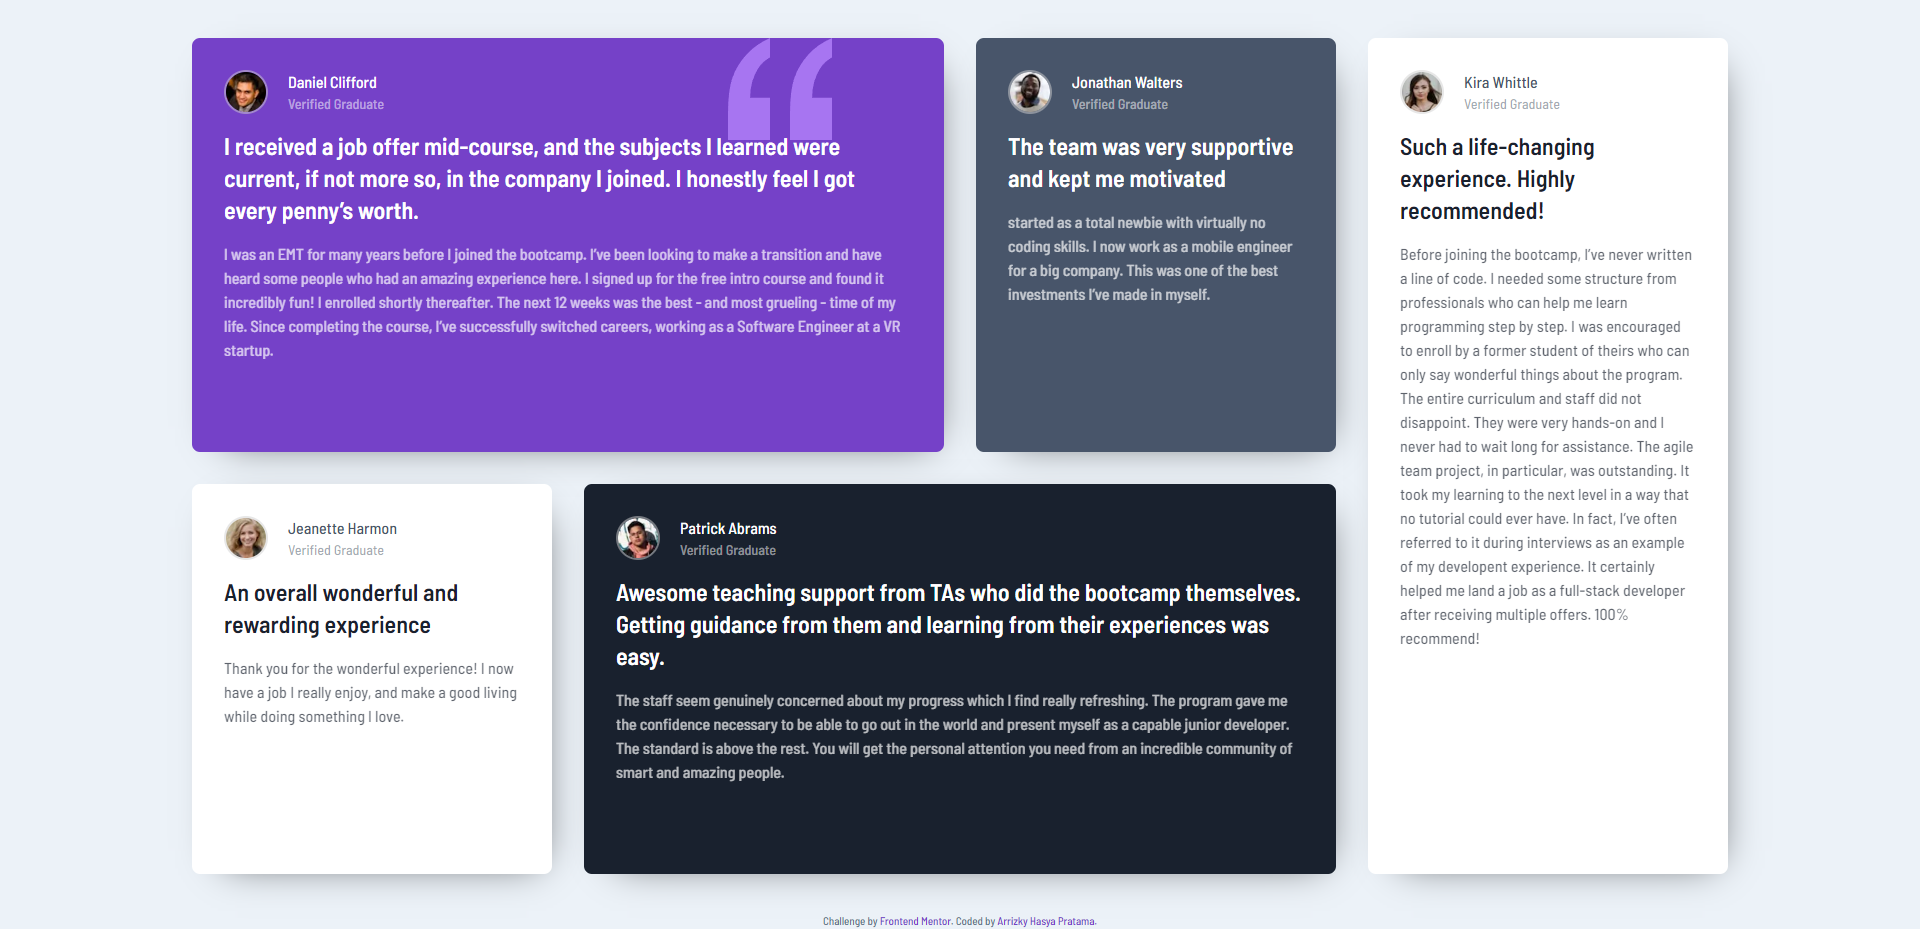 Daniel Clifford
Verified Graduate
I received a job offer mid-course, and the subjects I learned were
current, if not more so, in the company I joined. I honestly feel I got
every penny’s worth.
I was an EMT for many years before I joined the bootcamp. I’ve been looking to make a transition and have
heard some people who had an amazing experience here. I signed up for the free intro course and found it
incredibly fun! I enrolled shortly thereafter. The next 12 weeks was the best - and most grueling - time of my
life. Since completing the course, I’ve successfully switched careers, working as a Software Engineer at a VR
startup.
Jonathan Walters
Verified Graduate
The team was very supportive
and kept me motivated
started as a total newbie with virtually no
coding skills. I now work as a mobile engineer
for a big company. This was one of the best
investments I’ve made in myself.
Kira Whittle
Verified Graduate
Such a life-changing
experience. Highly
recommended!
Before joining the bootcamp, I’ve never written
a line of code. I needed some structure from
professionals who can help me learn
programming step by step. I was encouraged
to enroll by a former student of theirs who can
only say wonderful things about the program.
The entire curriculum and staff did not
disappoint. They were very hands-on and I
never had to wait long for assistance. The agile
team project, in particular, was outstanding. It
took my learning to the next level in a way that
no tutorial could ever have. In fact, I’ve often
referred to it during interviews as an example
of my developent experience. It certainly
helped me land a job as a full-stack developer
after receiving multiple offers. 100%
recommend!
Jeanette Harmon
Verified Graduate
An overall wonderful and
rewarding experience
Thank you for the wonderful experience! I now
have a job I really enjoy, and make a good living
while doing something I love.
Patrick Abrams
Verified Graduate
Awesome teaching support from TAs who did the bootcamp themselves.
Getting guidance from them and learning from their experiences was
easy.
The staff seem genuinely concerned about my progress which I find really refreshing. The program gave me
the confidence necessary to be able to go out in the world and present myself as a capable junior developer.
The standard is above the rest. You will get the personal attention you need from an incredible community of
smart and amazing people.
Challenge by Frontend Mentor. Coded by Arrizky Hasya Pratama.